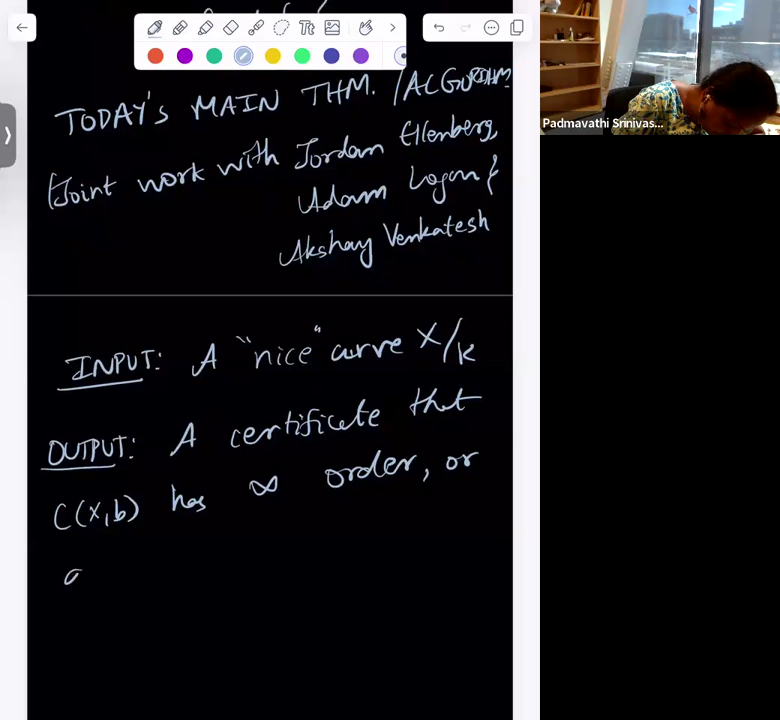 TODAY'S MAIN THM. /ALGORITHM
(Joint work with Jordan Ellenberg,
Adam Logan &
Akshay Venkatesh
INPUT: A "nice" curve X/k
OUTPUT: A certificate that
C(X,b) has ∞ order, or
a
Padmavathi Srinivas...